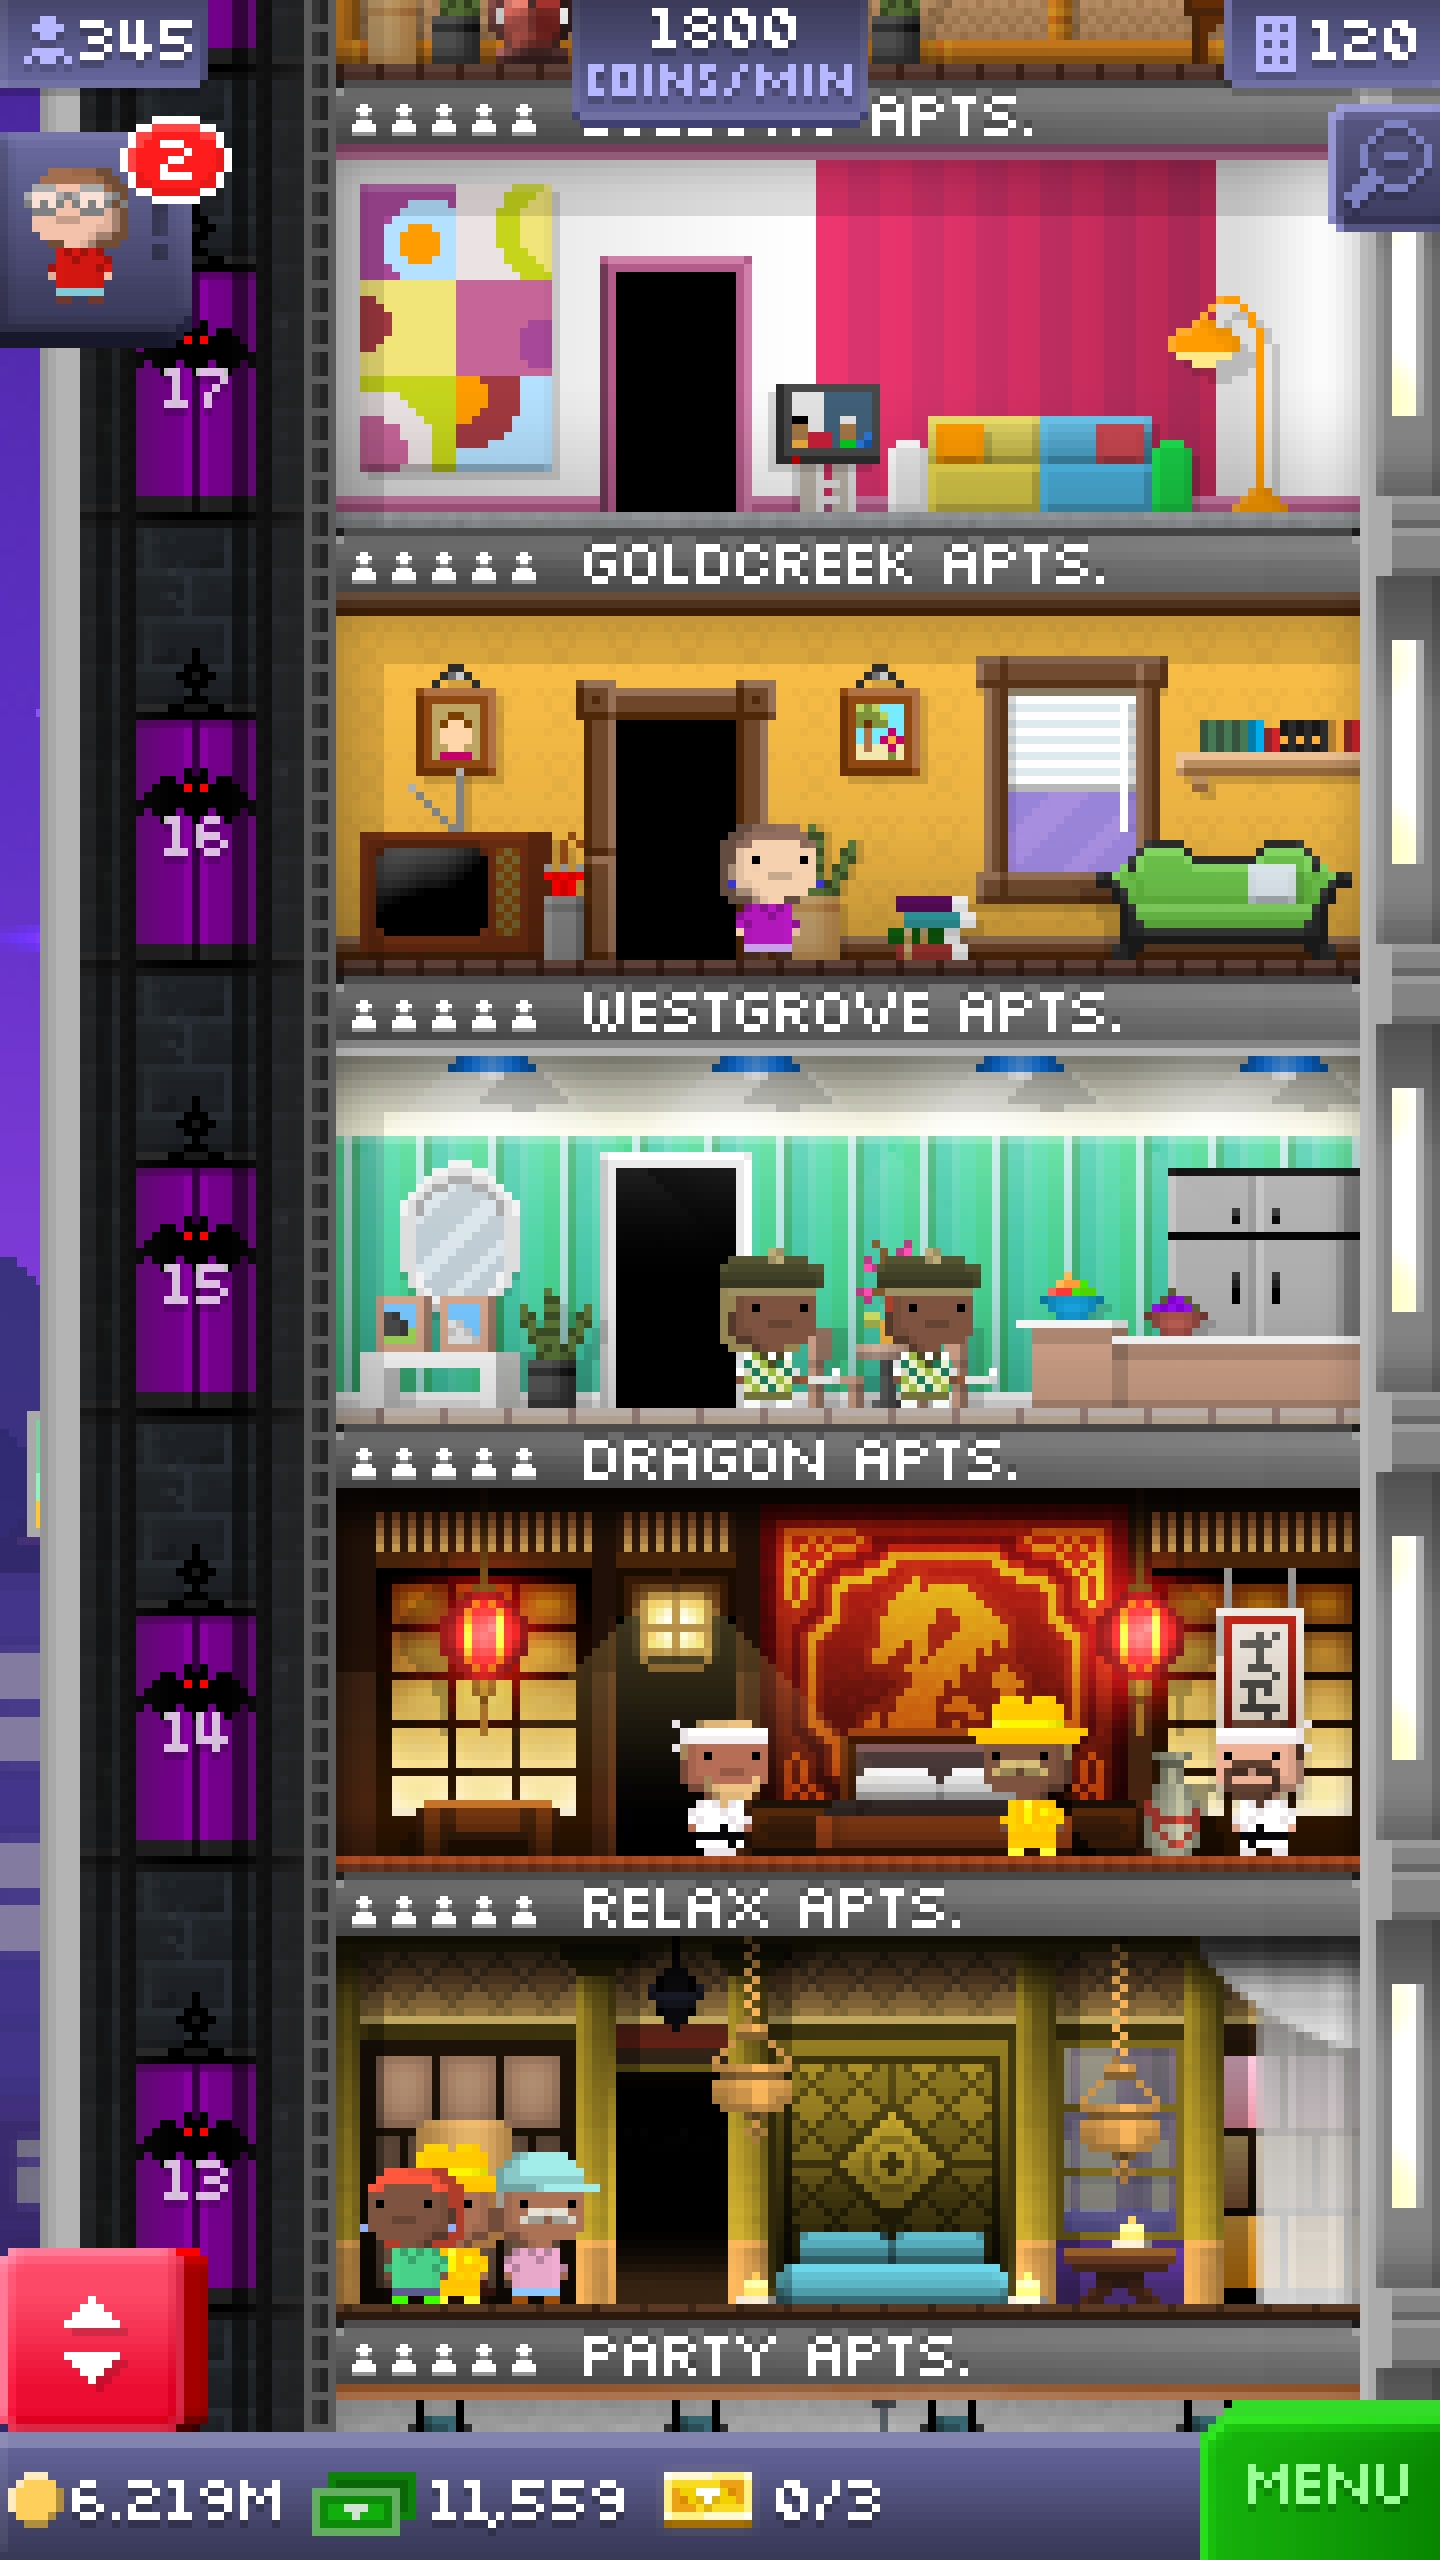 345
1800
COINS/MIN
120
2
APTS.
17
GOLDCREEK APTS.
16
WESTGROVE APTS.
15
DRAGON APTS.
14
RELAX APTS.
13
PARTY APTS.
6.219M
11,559
0/3
MENU